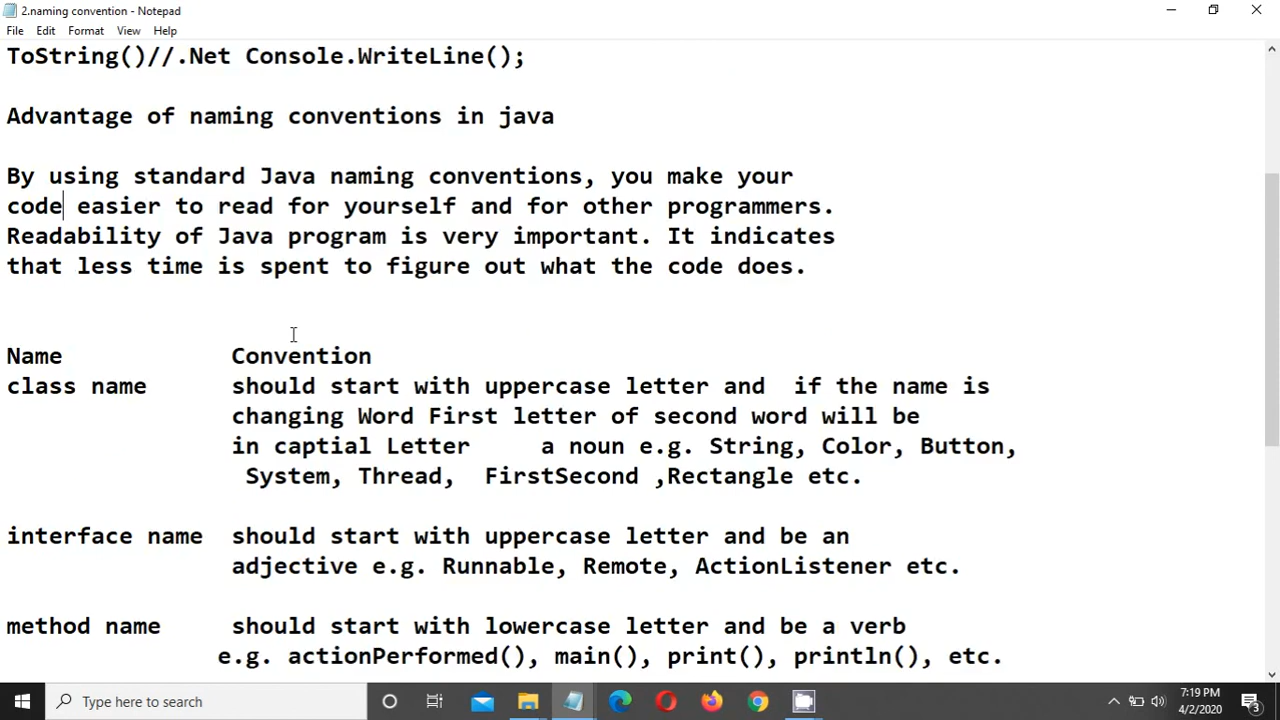 2.naming convention - Notepad
File Edit Format View Help
ToString()//.Net Console.WriteLine();
Advantage of naming conventions in java
By using standard Java naming conventions, you make your
code easier to read for yourself and for other programmers.
Readability of Java program is very important. It indicates
that less time is spent to figure out what the code does.
Name Convention
class name should start with uppercase letter and if the name is
changing Word First letter of second word will be
in captial Letter a noun e.g. String, Color, Button,
System, Thread, FirstSecond ,Rectangle etc.
interface name should start with uppercase letter and be an
adjective e.g. Runnable, Remote, ActionListener etc.
method name should start with lowercase letter and be a verb
e.g. actionPerformed(), main(), print(), println(), etc.
Type here to search
7:19 PM
4/2/2020
3